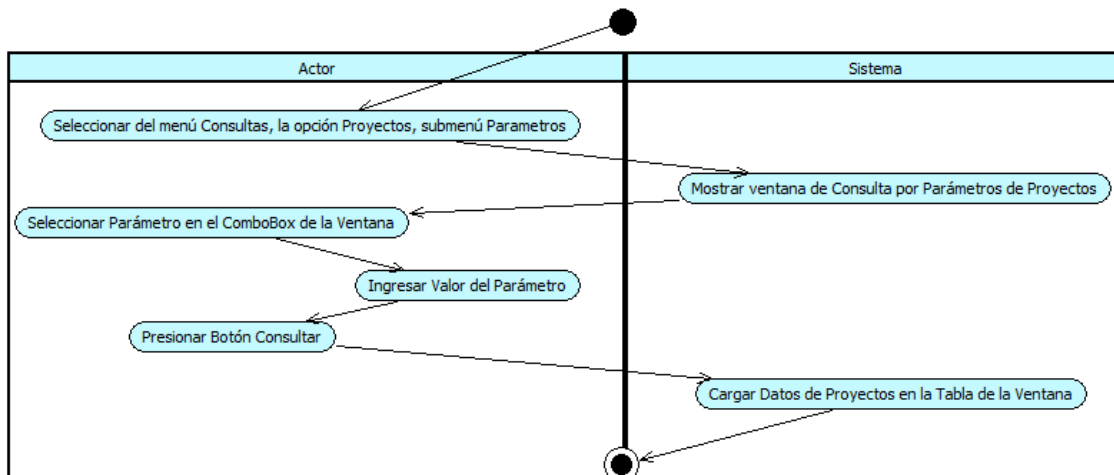 Actor
Sistema
Seleccionar del menú Consultas, la opción Proyectos, submenú Parametros
Mostrar ventana de Consulta por Parámetros de Proyectos
Seleccionar Parámetro en el ComboBox de la Ventana
Ingresar Valor del Parámetro
Presionar Botón Consultar
Cargar Datos de Proyectos en la Tabla de la Ventana